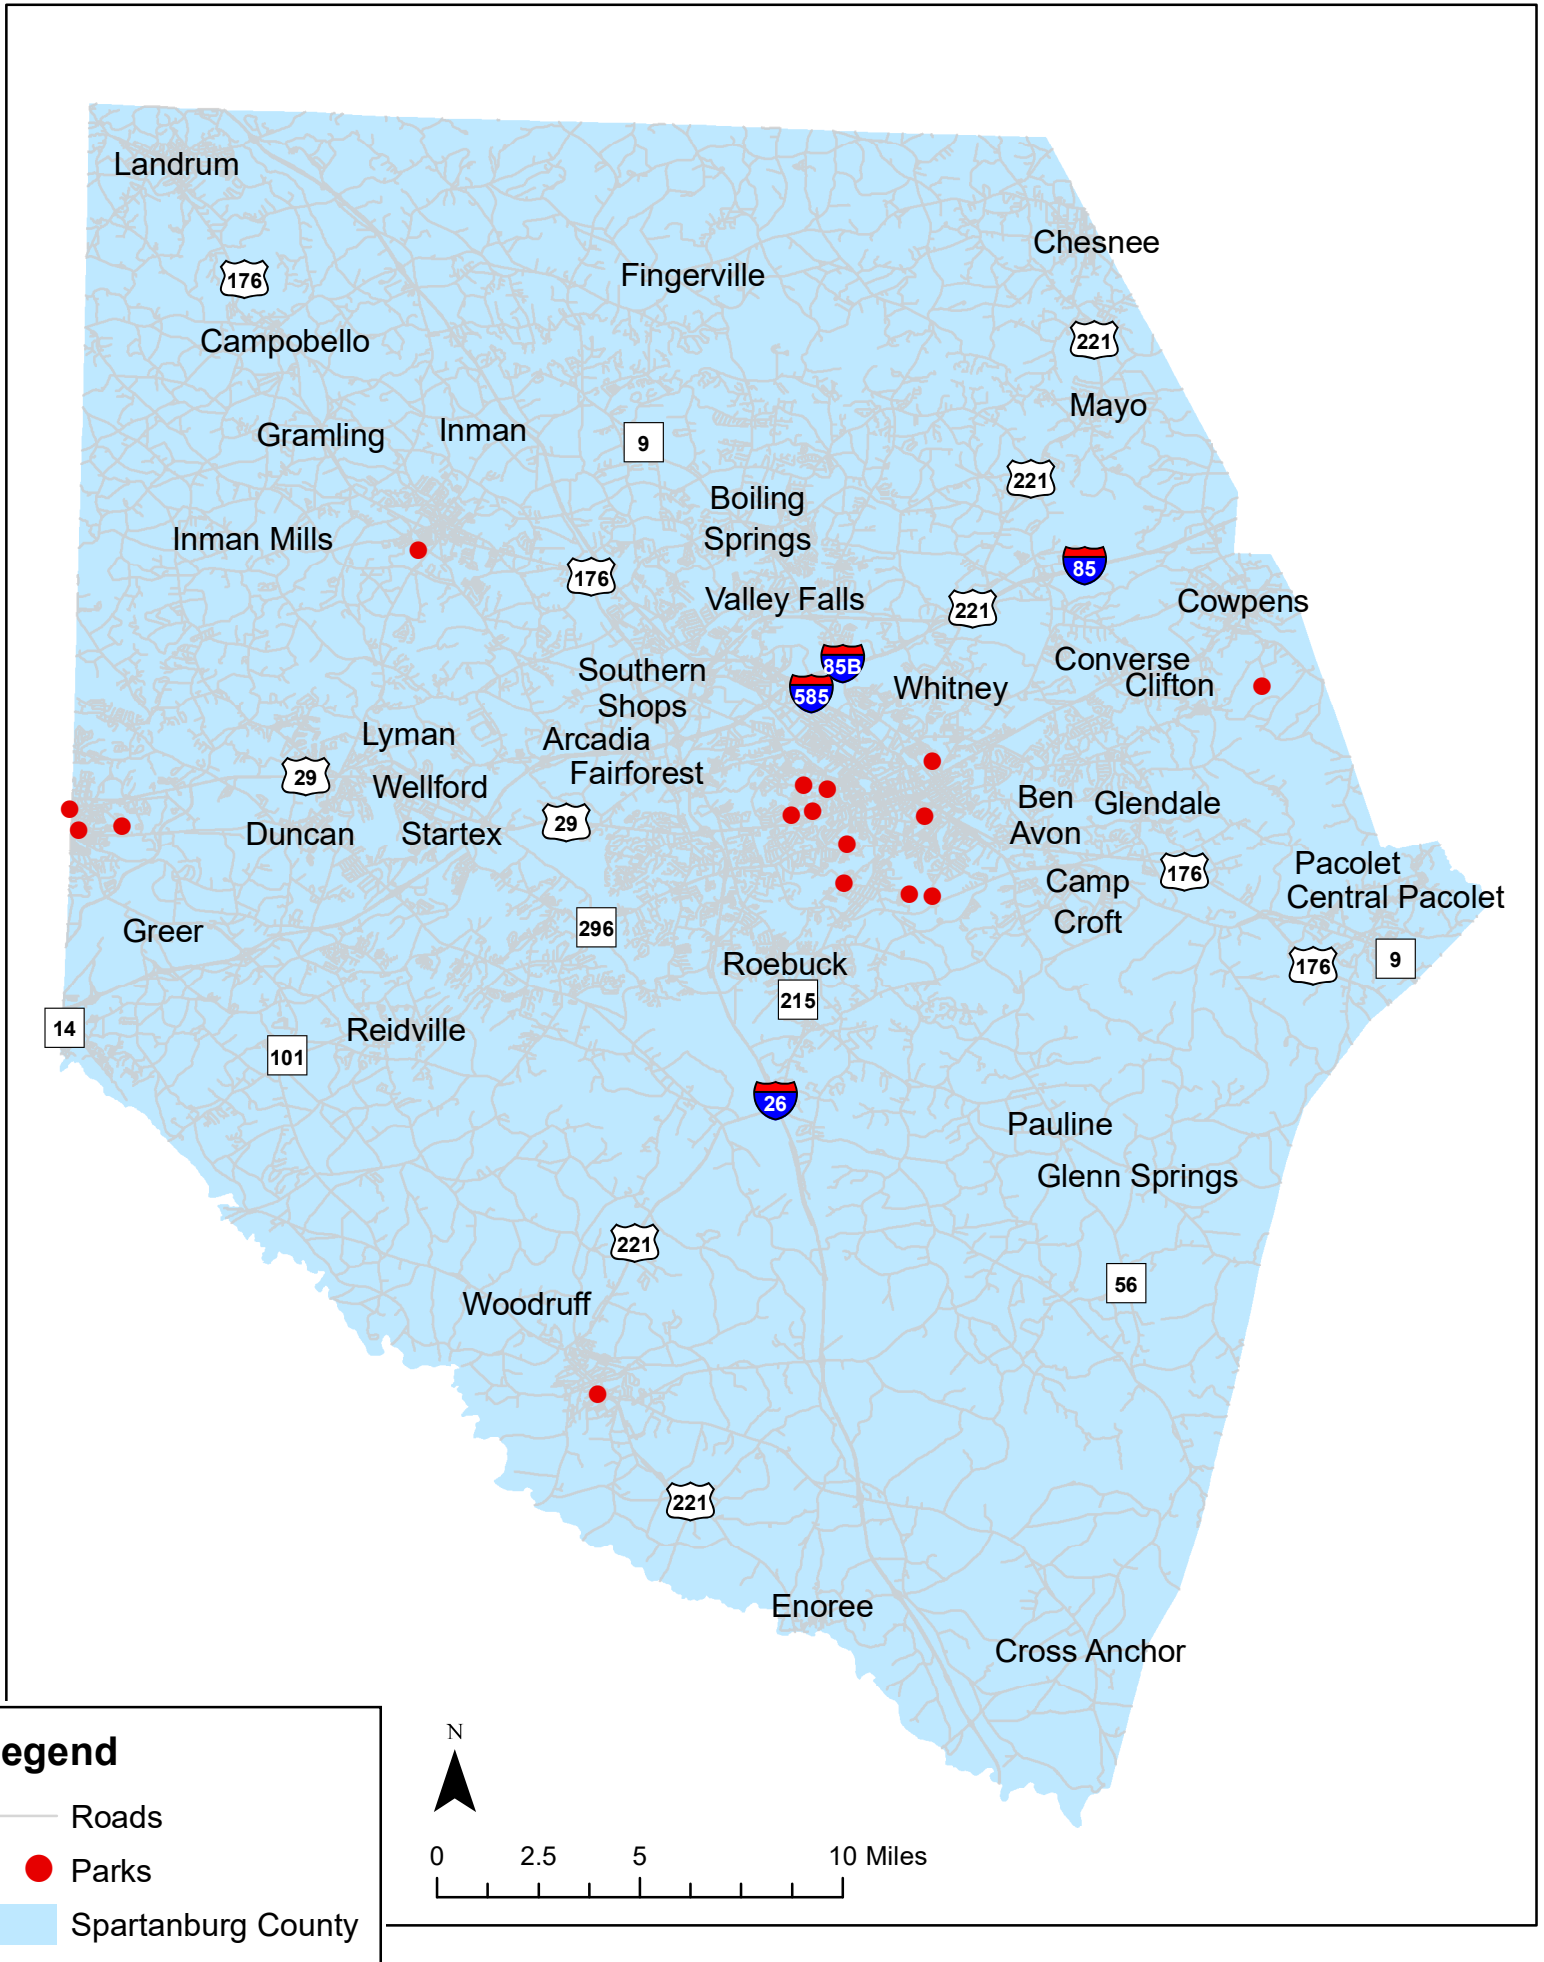 Landrum
Chesnee
Fingerville
176
Campobello
221
Mayo
Gramling
Inman
9
221
Boiling
Springs
Inman Mills
176
85
Valley Falls
221
Cowpens
Southern
Shops
85B
585
Whitney
Converse
Clifton
Lyman
Arcadia
Fairforest
29
Wellford
Ben
Avon
Glendale
Duncan
Startex
29
Pacolet
Central Pacolet
176
Camp
Croft
Greer
296
Roebuck
215
176
9
14
101
Reidville
26
Pauline
Glenn Springs
221
56
Woodruff
221
Enoree
Cross Anchor
egend
Roads
Parks
Spartanburg County
N
0 2.5 5 10 Miles